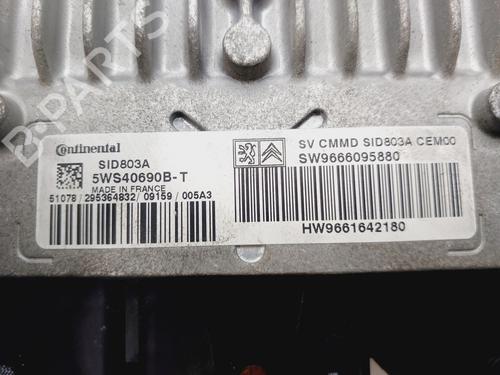 Continental
SID803A
5WS40690B-T
MADE IN FRANCE
51078 / 295364832 / 09159 / 005A3
SV CMMD SID803A CEM00
SW9666095880
HW9661642180
B-PARTS